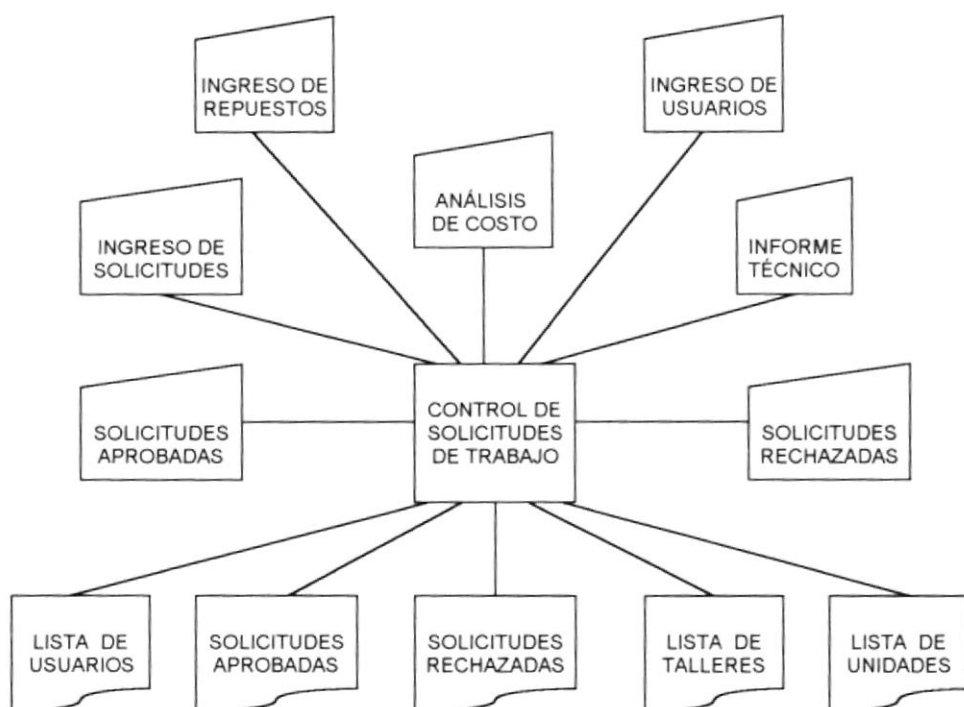 INGRESO DE
REPUESTOS
INGRESO DE
USUARIOS
ANÁLISIS
DE COSTO
INGRESO DE
SOLICITUDES
INFORME
TÉCNICO
SOLICITUDES
APROBADAS
CONTROL DE
SOLICITUDES
DE TRABAJO
SOLICITUDES
RECHAZADAS
LISTA DE
USUARIOS
SOLICITUDES
APROBADAS
SOLICITUDES
RECHAZADAS
LISTA DE
TALLERES
LISTA DE
UNIDADES